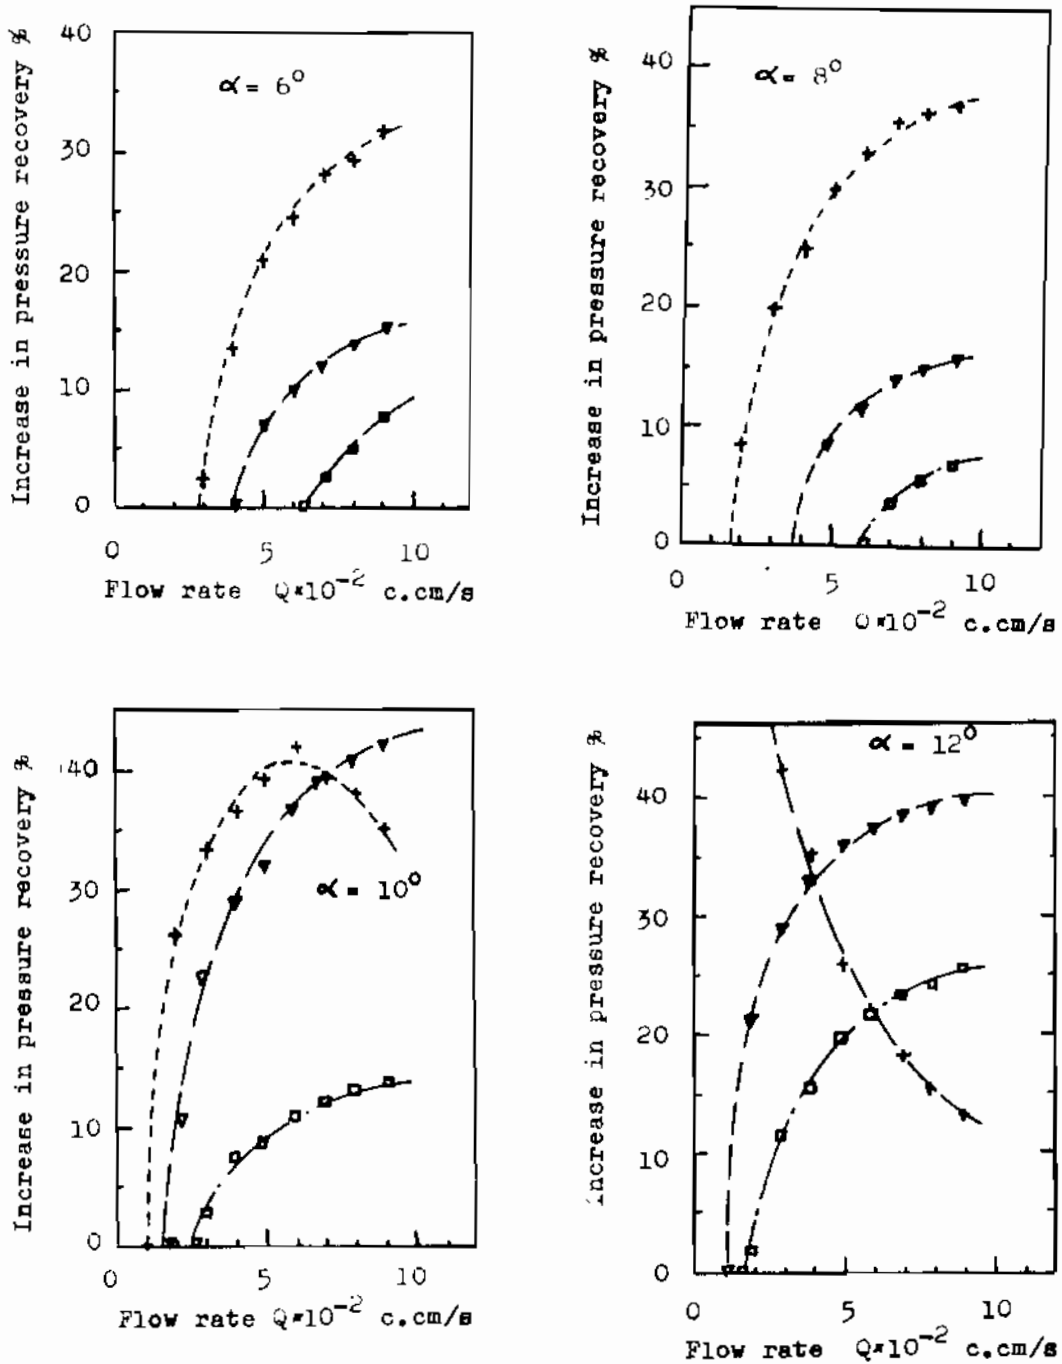 Increase in pressure recovery %
40
30
20
10
0
α = 6°
0 5 10
Flow rate Q*10⁻² c.cm/s
Increase in pressure recovery %
40
30
20
10
0
α = 8°
0 5 10
Flow rate Q*10⁻² c.cm/s
Increase in pressure recovery %
40
30
20
10
0
α = 10°
0 5 10
Flow rate Q*10⁻² c.cm/s
Increase in pressure recovery %
40
30
20
10
0
α = 12°
0 5 10
Flow rate Q*10⁻² c.cm/s